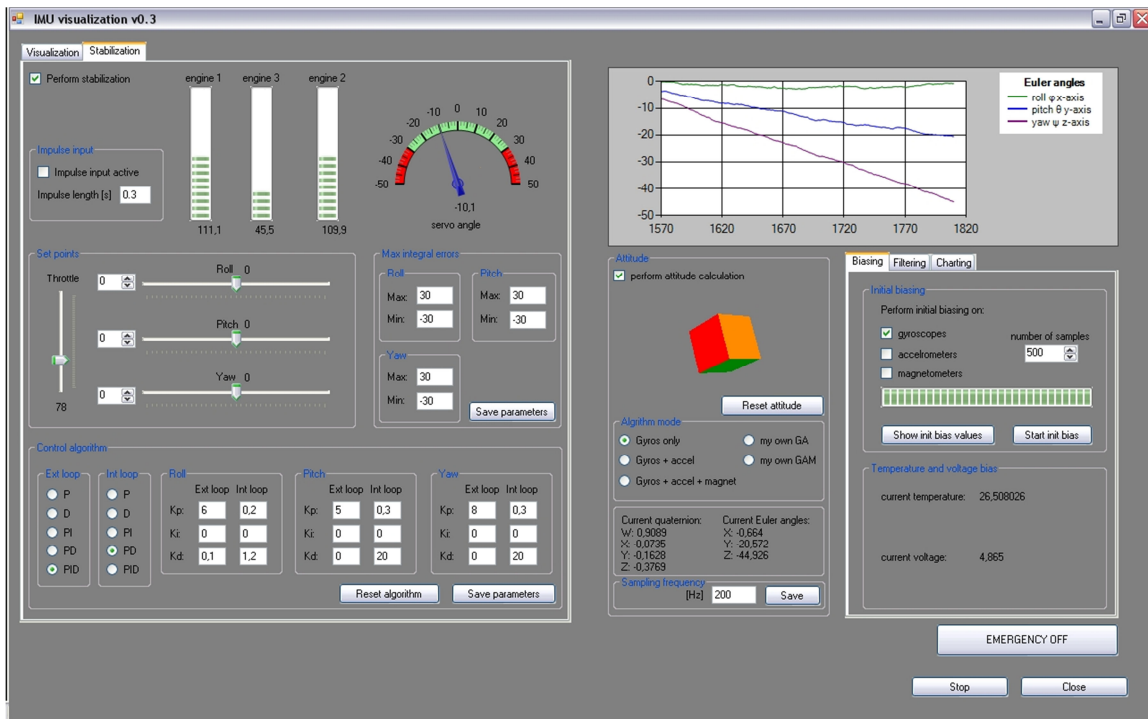 IMU visualization v0.3
Visualization Stabilization
Perform stabilization
engine 1 engine 3 engine 2
111,1 45,5 109,9
-50 -40 -30 -20 -10 0 10 20 30 40 50
-10,1
servo angle
Impulse input
Impulse input active
Impulse length [s] 0.3
Set points
Throttle
78
Roll 0
0
Pitch 0
0
Yaw 0
0
Max integral errors
Roll
Max: 30
Min: -30
Pitch
Max: 30
Min: -30
Yaw
Max: 30
Min: -30
Save parameters
Control algorithm
Ext loop
P
D
PI
PD
PID
Int loop
P
D
PI
PD
PID
Roll
Ext loop Int loop
Kp: 6 0,2
Ki: 0 0
Kd: 0,1 1,2
Pitch
Ext loop Int loop
Kp: 5 0,3
Ki: 0 0
Kd: 0 20
Yaw
Ext loop Int loop
Kp: 8 0,3
Ki: 0 0
Kd: 0 20
Reset algorithm Save parameters
0
-10
-20
-30
-40
-50
1570 1620 1670 1720 1770 1820
Euler angles
roll φ x-axis
pitch θ y-axis
yaw ψ z-axis
Attitude
perform attitude calculation
Reset attitude
Algrithm mode
Gyros only my own GA
Gyros + accel my own GAM
Gyros + accel + magnet
Current quaternion:
W: 0,9089
X: -0,0735
Y: -0,1628
Z: -0,3769
Current Euler angles:
X: -0,664
Y: -20,572
Z: -44,926
Sampling frequency
[Hz] 200 Save
Biasing Filtering Charting
Initial biasing
Perform initial biasing on:
gyroscopes
accelrometers
magnetometers
number of samples
500
Show init bias values Start init bias
Temperature and voltage bias
current temperature: 26,508026
current voltage: 4,865
EMERGENCY OFF
Stop Close